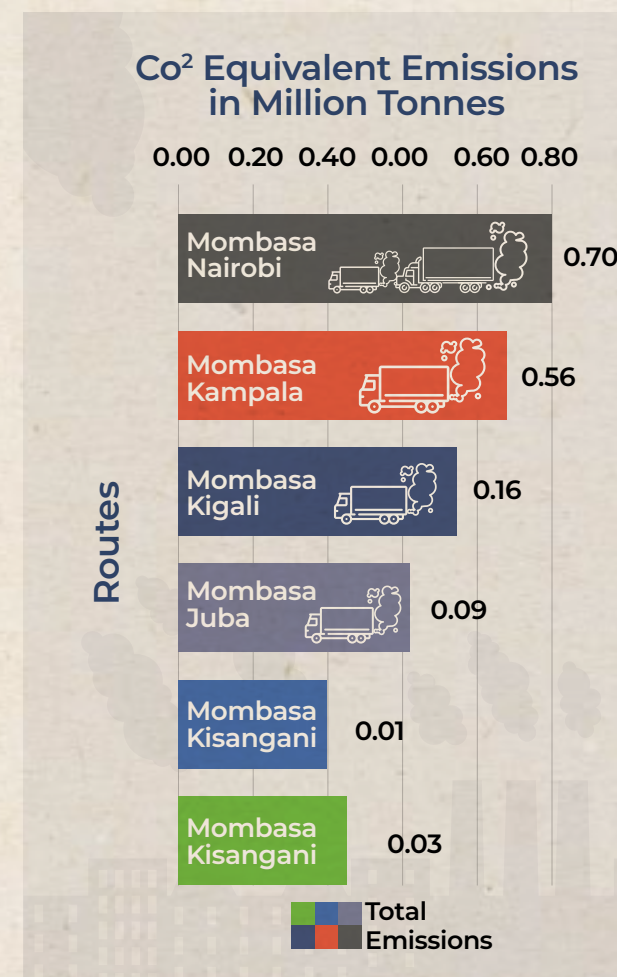 Co² Equivalent Emissions
in Million Tonnes
0.00 0.20 0.40 0.00 0.60 0.80
Mombasa
Nairobi
0.70
Mombasa
Kampala
0.56
Mombasa
Kigali
0.16
Routes
Mombasa
Juba
0.09
Mombasa
Kisangani
0.01
Mombasa
Kisangani
0.03
Total
Emissions